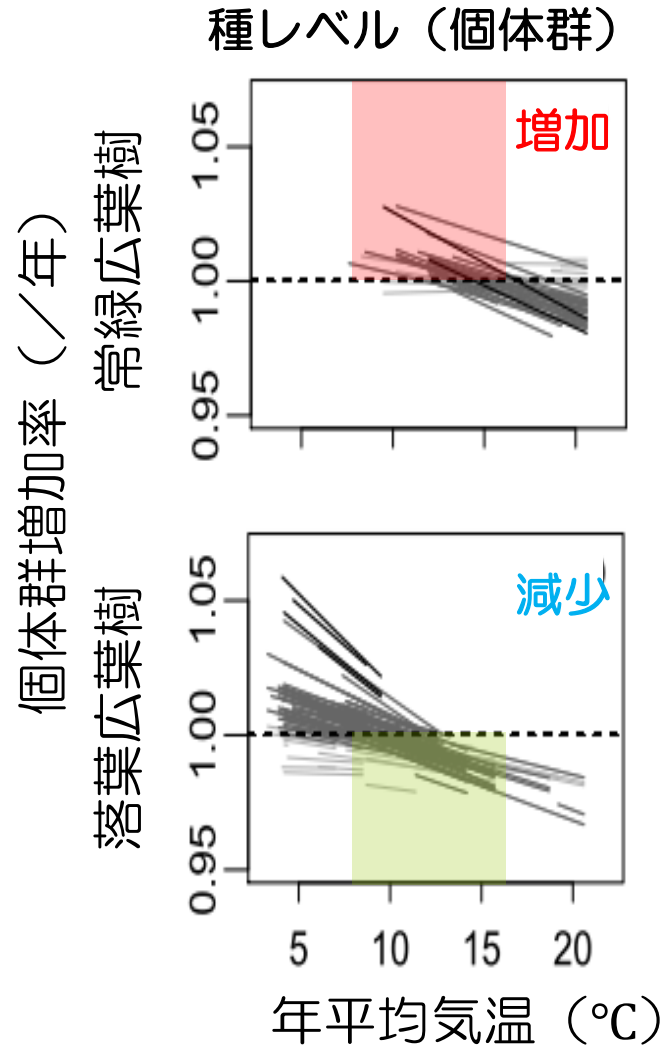 種レベル（個体群）
個体群増加率（／年）
常緑広葉樹
1.05
1.00
0.95
増加
落葉広葉樹
1.05
1.00
0.95
減少
5 10 15 20
年平均気温（℃）